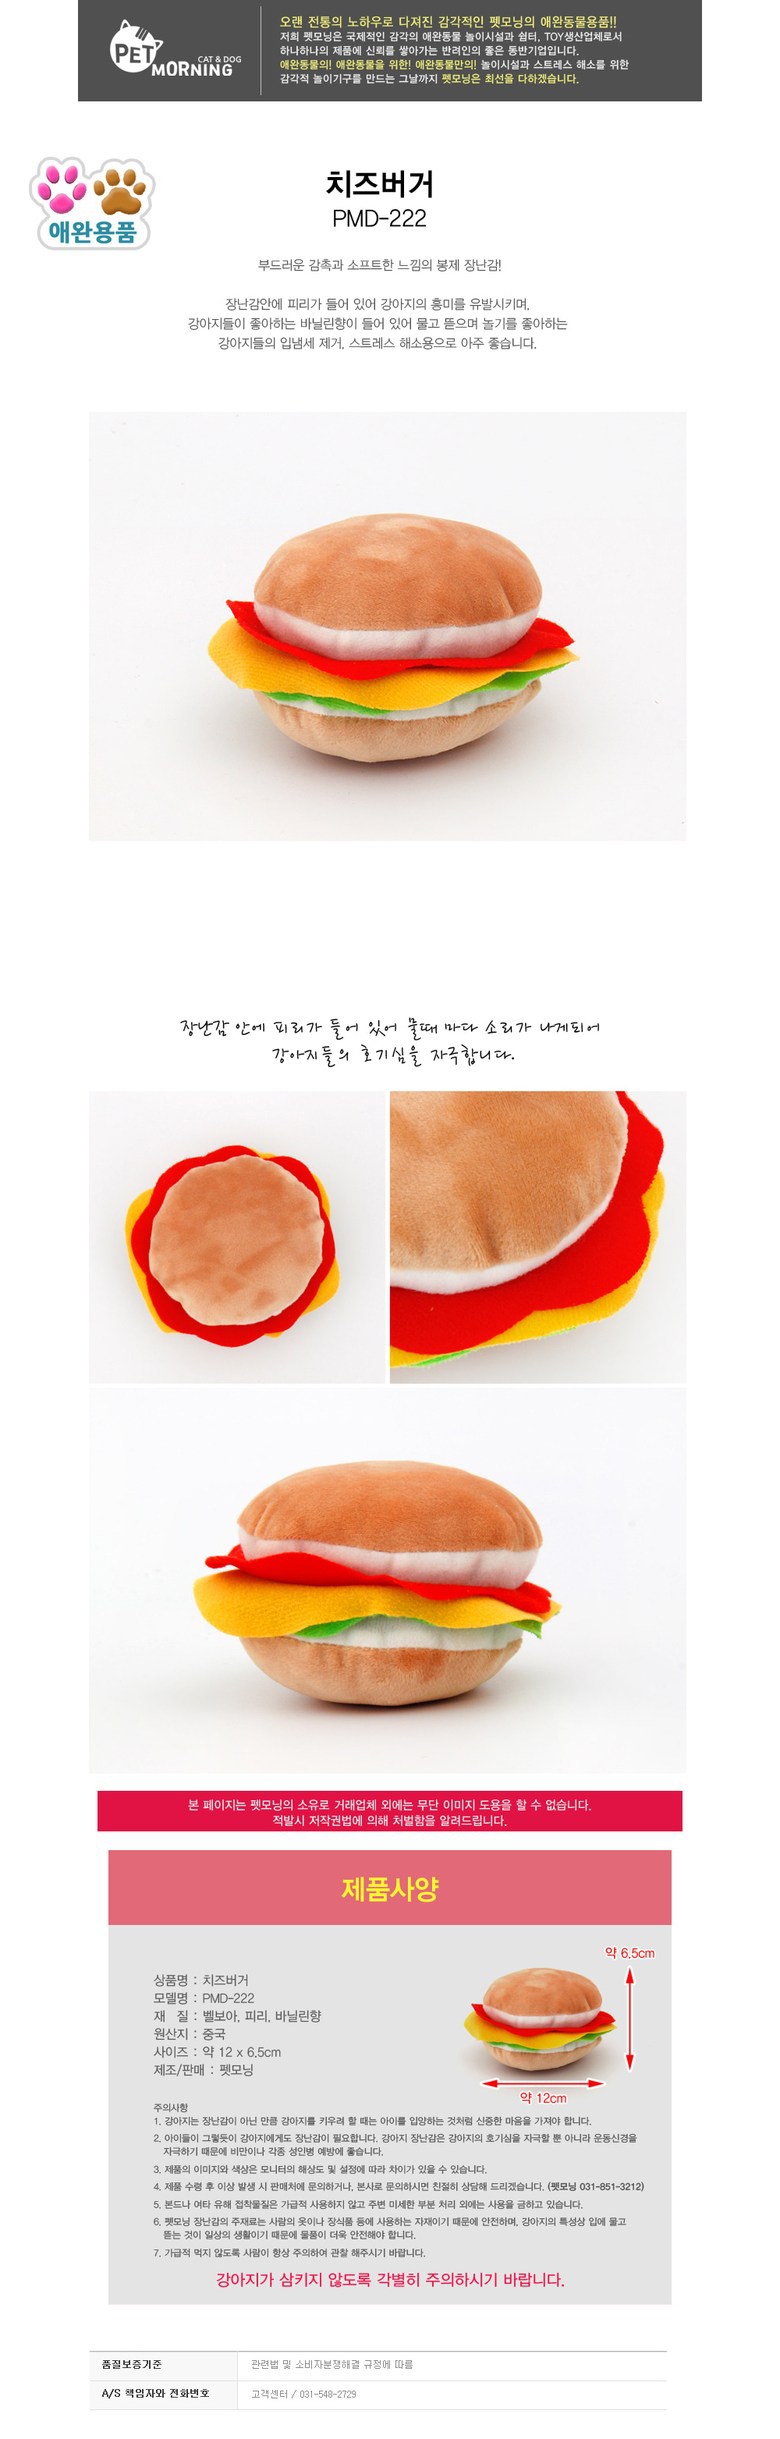 PET
MORNING
CAT & DOG
오랜 전통의 노하우로 다져진 감각적인 펫모닝의 애완동물용품!!
저희 펫모닝은 국제적인 감각의 애완동물 놀이시설과 쉼터, TOY생산업체로서
하나하나의 제품에 신뢰를 쌓아가는 반려인의 좋은 동반기업입니다.
애완동물의! 애완동물을 위한! 애완동물만의! 놀이시설과 스트레스 해소를 위한
감각적 놀이기구를 만드는 그날까지 펫모닝은 최선을 다하겠습니다.
애완용품
치즈버거
PMD-222
부드러운 감촉과 소프트한 느낌의 봉제 장난감!
장난감안에 피리가 들어 있어 강아지의 흥미를 유발시키며,
강아지들이 좋아하는 바닐린향이 들어 있어 물고 뜯으며 놀기를 좋아하는
강아지들의 입냄세 제거, 스트레스 해소용으로 아주 좋습니다.
장난감 안에 피리가 들어 있어 물때 마다 소리가 나게되어
강아지들의 호기심을 자극합니다.
본 페이지는 펫모닝의 소유로 거래업체 외에는 무단 이미지 도용을 할 수 없습니다.
적발시 저작권법에 의해 처벌함을 알려드립니다.
제품사양
상품명 : 치즈버거
모델명 : PMD-222
재 질 : 벨보아, 피리, 바닐린향
원산지 : 중국
사이즈 : 약 12 x 6.5cm
제조/판매 : 펫모닝
약 6.5cm
약 12cm
주의사항
1. 강아지는 장난감이 아닌 만큼 강아지를 키우려 할 때는 아이를 입양하는 것처럼 신중한 마음을 가져야 합니다.
2. 아이들이 그렇듯이 강아지에게도 장난감이 필요합니다. 강아지 장난감은 강아지의 호기심을 자극할 뿐 아니라 운동신경을
자극하기 때문에 비만이나 각종 성인병 예방에 좋습니다.
3. 제품의 이미지와 색상은 모니터의 해상도 및 설정에 따라 차이가 있을 수 있습니다.
4. 제품 수령 후 이상 발생 시 판매처에 문의하거나, 본사로 문의하시면 친절히 상담해 드리겠습니다. (펫모닝 031-851-3212)
5. 본드나 여타 유해 접착물질은 가급적 사용하지 않고 주변 미세한 부분 처리 외에는 사용을 금하고 있습니다.
6. 펫모닝 장난감의 주재료는 사람의 옷이나 장식품 등에 사용하는 자재이기 때문에 안전하며, 강아지의 특성상 입에 물고
뜯는 것이 일상의 생활이기 때문에 물품이 더욱 안전해야 합니다.
7. 가급적 먹지 않도록 사람이 항상 주의하여 관찰 해주시기 바랍니다.
강아지가 삼키지 않도록 각별히 주의하시기 바랍니다.
품질보증기준 관련법 및 소비자분쟁해결 규정에 따름
A/S 책임자와 전화번호 고객센터 / 031-548-2729